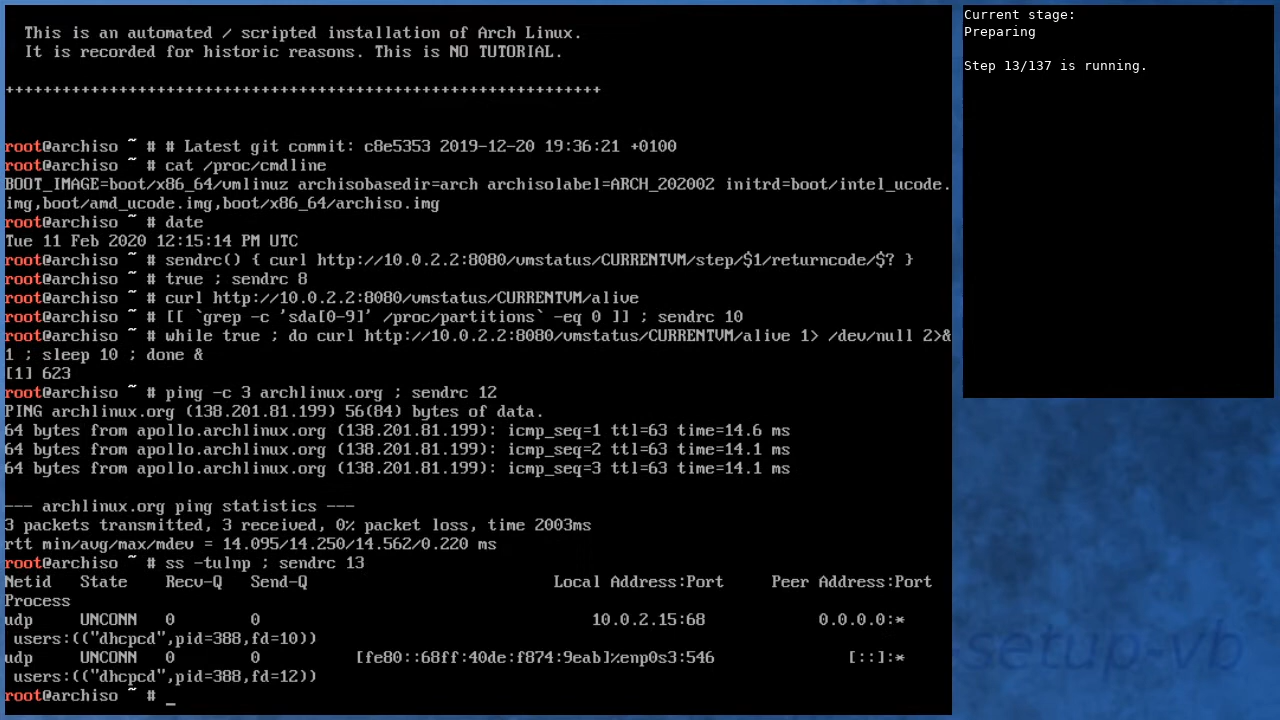 This is an automated / scripted installation of Arch Linux.
It is recorded for historic reasons. This is NO TUTORIAL.
+++++++++++++++++++++++++++++++++++++++++++++++++++++++++++++++
root@archiso ~ # # Latest git commit: c8e5353 2019-12-20 19:36:21 +0100
root@archiso ~ # cat /proc/cmdline
BOOT_IMAGE=boot/x86_64/vmlinuz archisobasedir=arch archisolabel=ARCH_202002 initrd=boot/intel_ucode.
img,boot/amd_ucode.img,boot/x86_64/archiso.img
root@archiso ~ # date
Tue 11 Feb 2020 12:15:14 PM UTC
root@archiso ~ # sendrc() { curl http://10.0.2.2:8080/vmstatus/CURRENTVM/step/$1/returncode/$? }
root@archiso ~ # true ; sendrc 8
root@archiso ~ # curl http://10.0.2.2:8080/vmstatus/CURRENTVM/alive
root@archiso ~ # [[ `grep -c 'sda[0-9]' /proc/partitions` -eq 0 ]] ; sendrc 10
root@archiso ~ # while true ; do curl http://10.0.2.2:8080/vmstatus/CURRENTVM/alive 1> /dev/null 2>&
1 ; sleep 10 ; done &
[1] 623
root@archiso ~ # ping -c 3 archlinux.org ; sendrc 12
PING archlinux.org (138.201.81.199) 56(84) bytes of data.
64 bytes from apollo.archlinux.org (138.201.81.199): icmp_seq=1 ttl=63 time=14.6 ms
64 bytes from apollo.archlinux.org (138.201.81.199): icmp_seq=2 ttl=63 time=14.1 ms
64 bytes from apollo.archlinux.org (138.201.81.199): icmp_seq=3 ttl=63 time=14.1 ms
--- archlinux.org ping statistics ---
3 packets transmitted, 3 received, 0% packet loss, time 2003ms
rtt min/avg/max/mdev = 14.095/14.250/14.562/0.220 ms
root@archiso ~ # ss -tulnp ; sendrc 13
Netid State Recv-Q Send-Q Local Address:Port Peer Address:Port
Process
udp UNCONN 0 0 10.0.2.15:68 0.0.0.0:*
users:(("dhcpcd",pid=388,fd=10))
udp UNCONN 0 0 [fe80::68ff:40de:f874:9eab]%enp0s3:546 [::]:*
users:(("dhcpcd",pid=388,fd=12))
root@archiso ~ # _
Current stage:
Preparing
Step 13/137 is running.
setup-vb